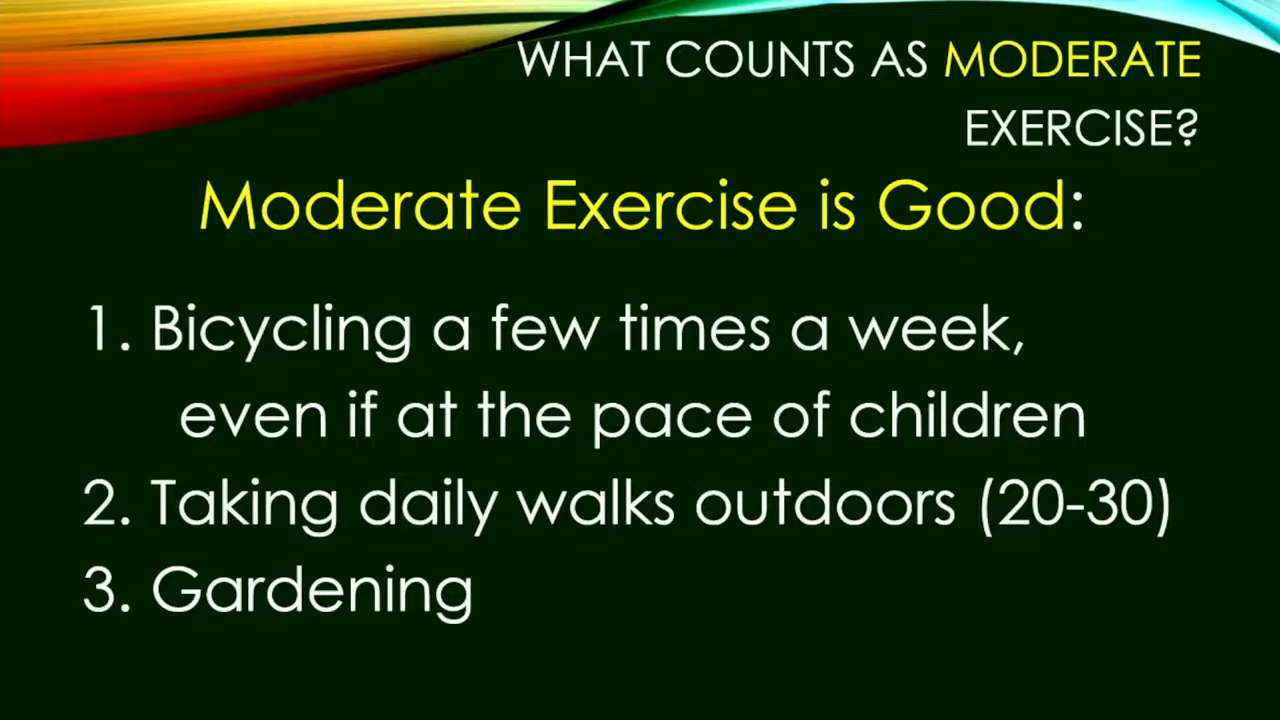 WHAT COUNTS AS MODERATE
EXERCISE?
Moderate Exercise is Good:
1. Bicycling a few times a week,
even if at the pace of children
2. Taking daily walks outdoors (20-30)
3. Gardening